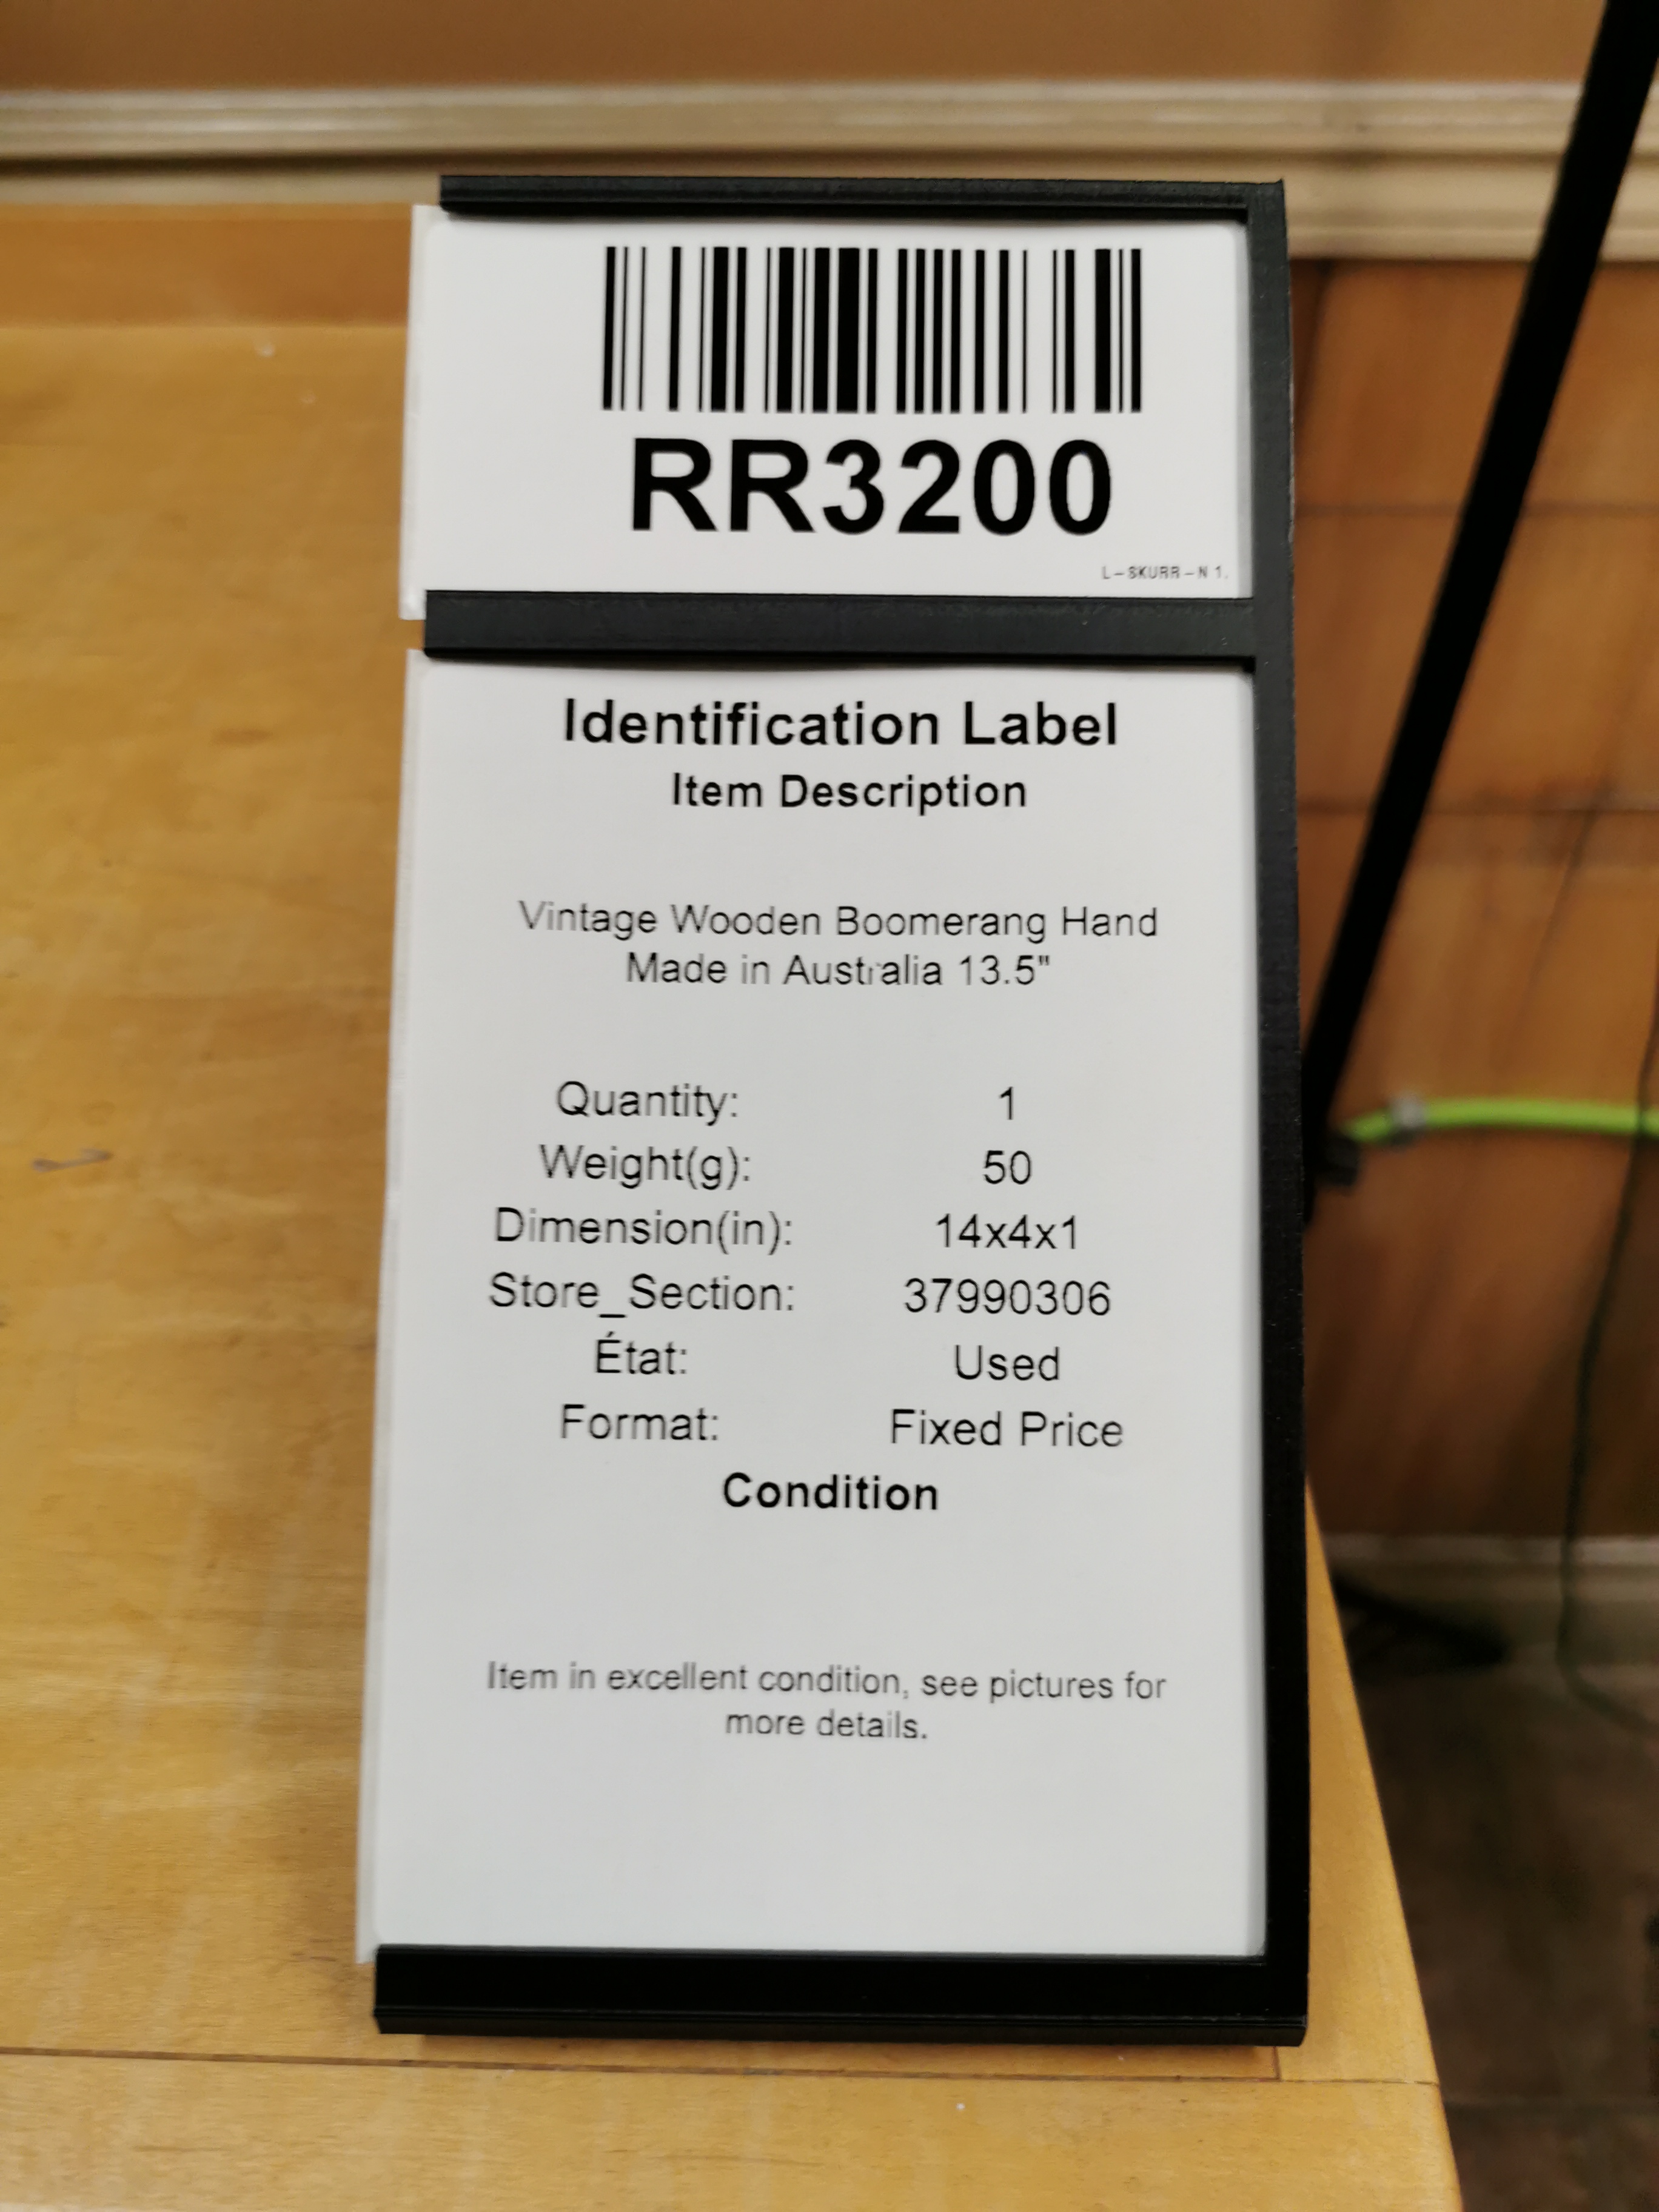 RR3200
L-SKURR-N 1.
Identification Label
Item Description
Vintage Wooden Boomerang Hand
Made in Australia 13.5"
Quantity: 1
Weight(g): 50
Dimension(in): 14x4x1
Store_Section: 37990306
État: Used
Format: Fixed Price
Condition
Item in excellent condition, see pictures for
more details.